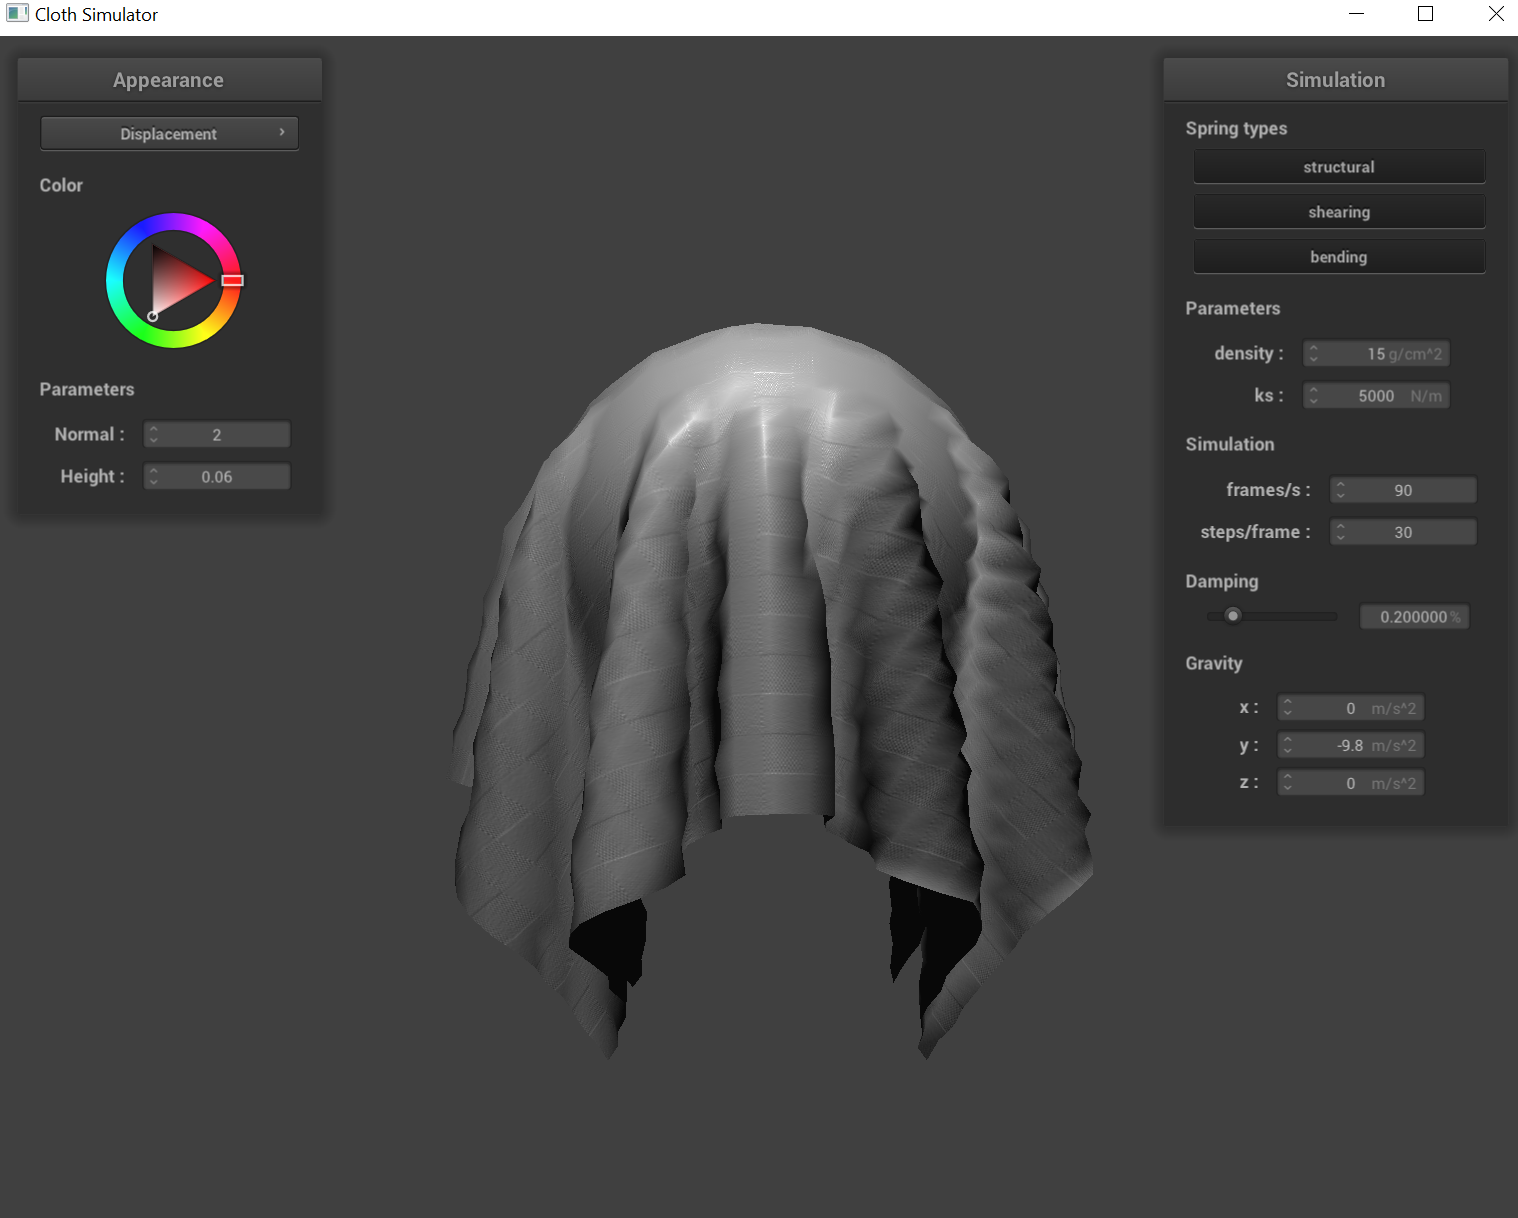 Cloth Simulator
Appearance
Displacement
Color
Parameters
Normal : 2
Height : 0.06
Simulation
Spring types
structural
shearing
bending
Parameters
density : 15 g/cm^2
ks : 5000 N/m
Simulation
frames/s : 90
steps/frame : 30
Damping
0.200000 %
Gravity
x : 0 m/s^2
y : -9.8 m/s^2
z : 0 m/s^2